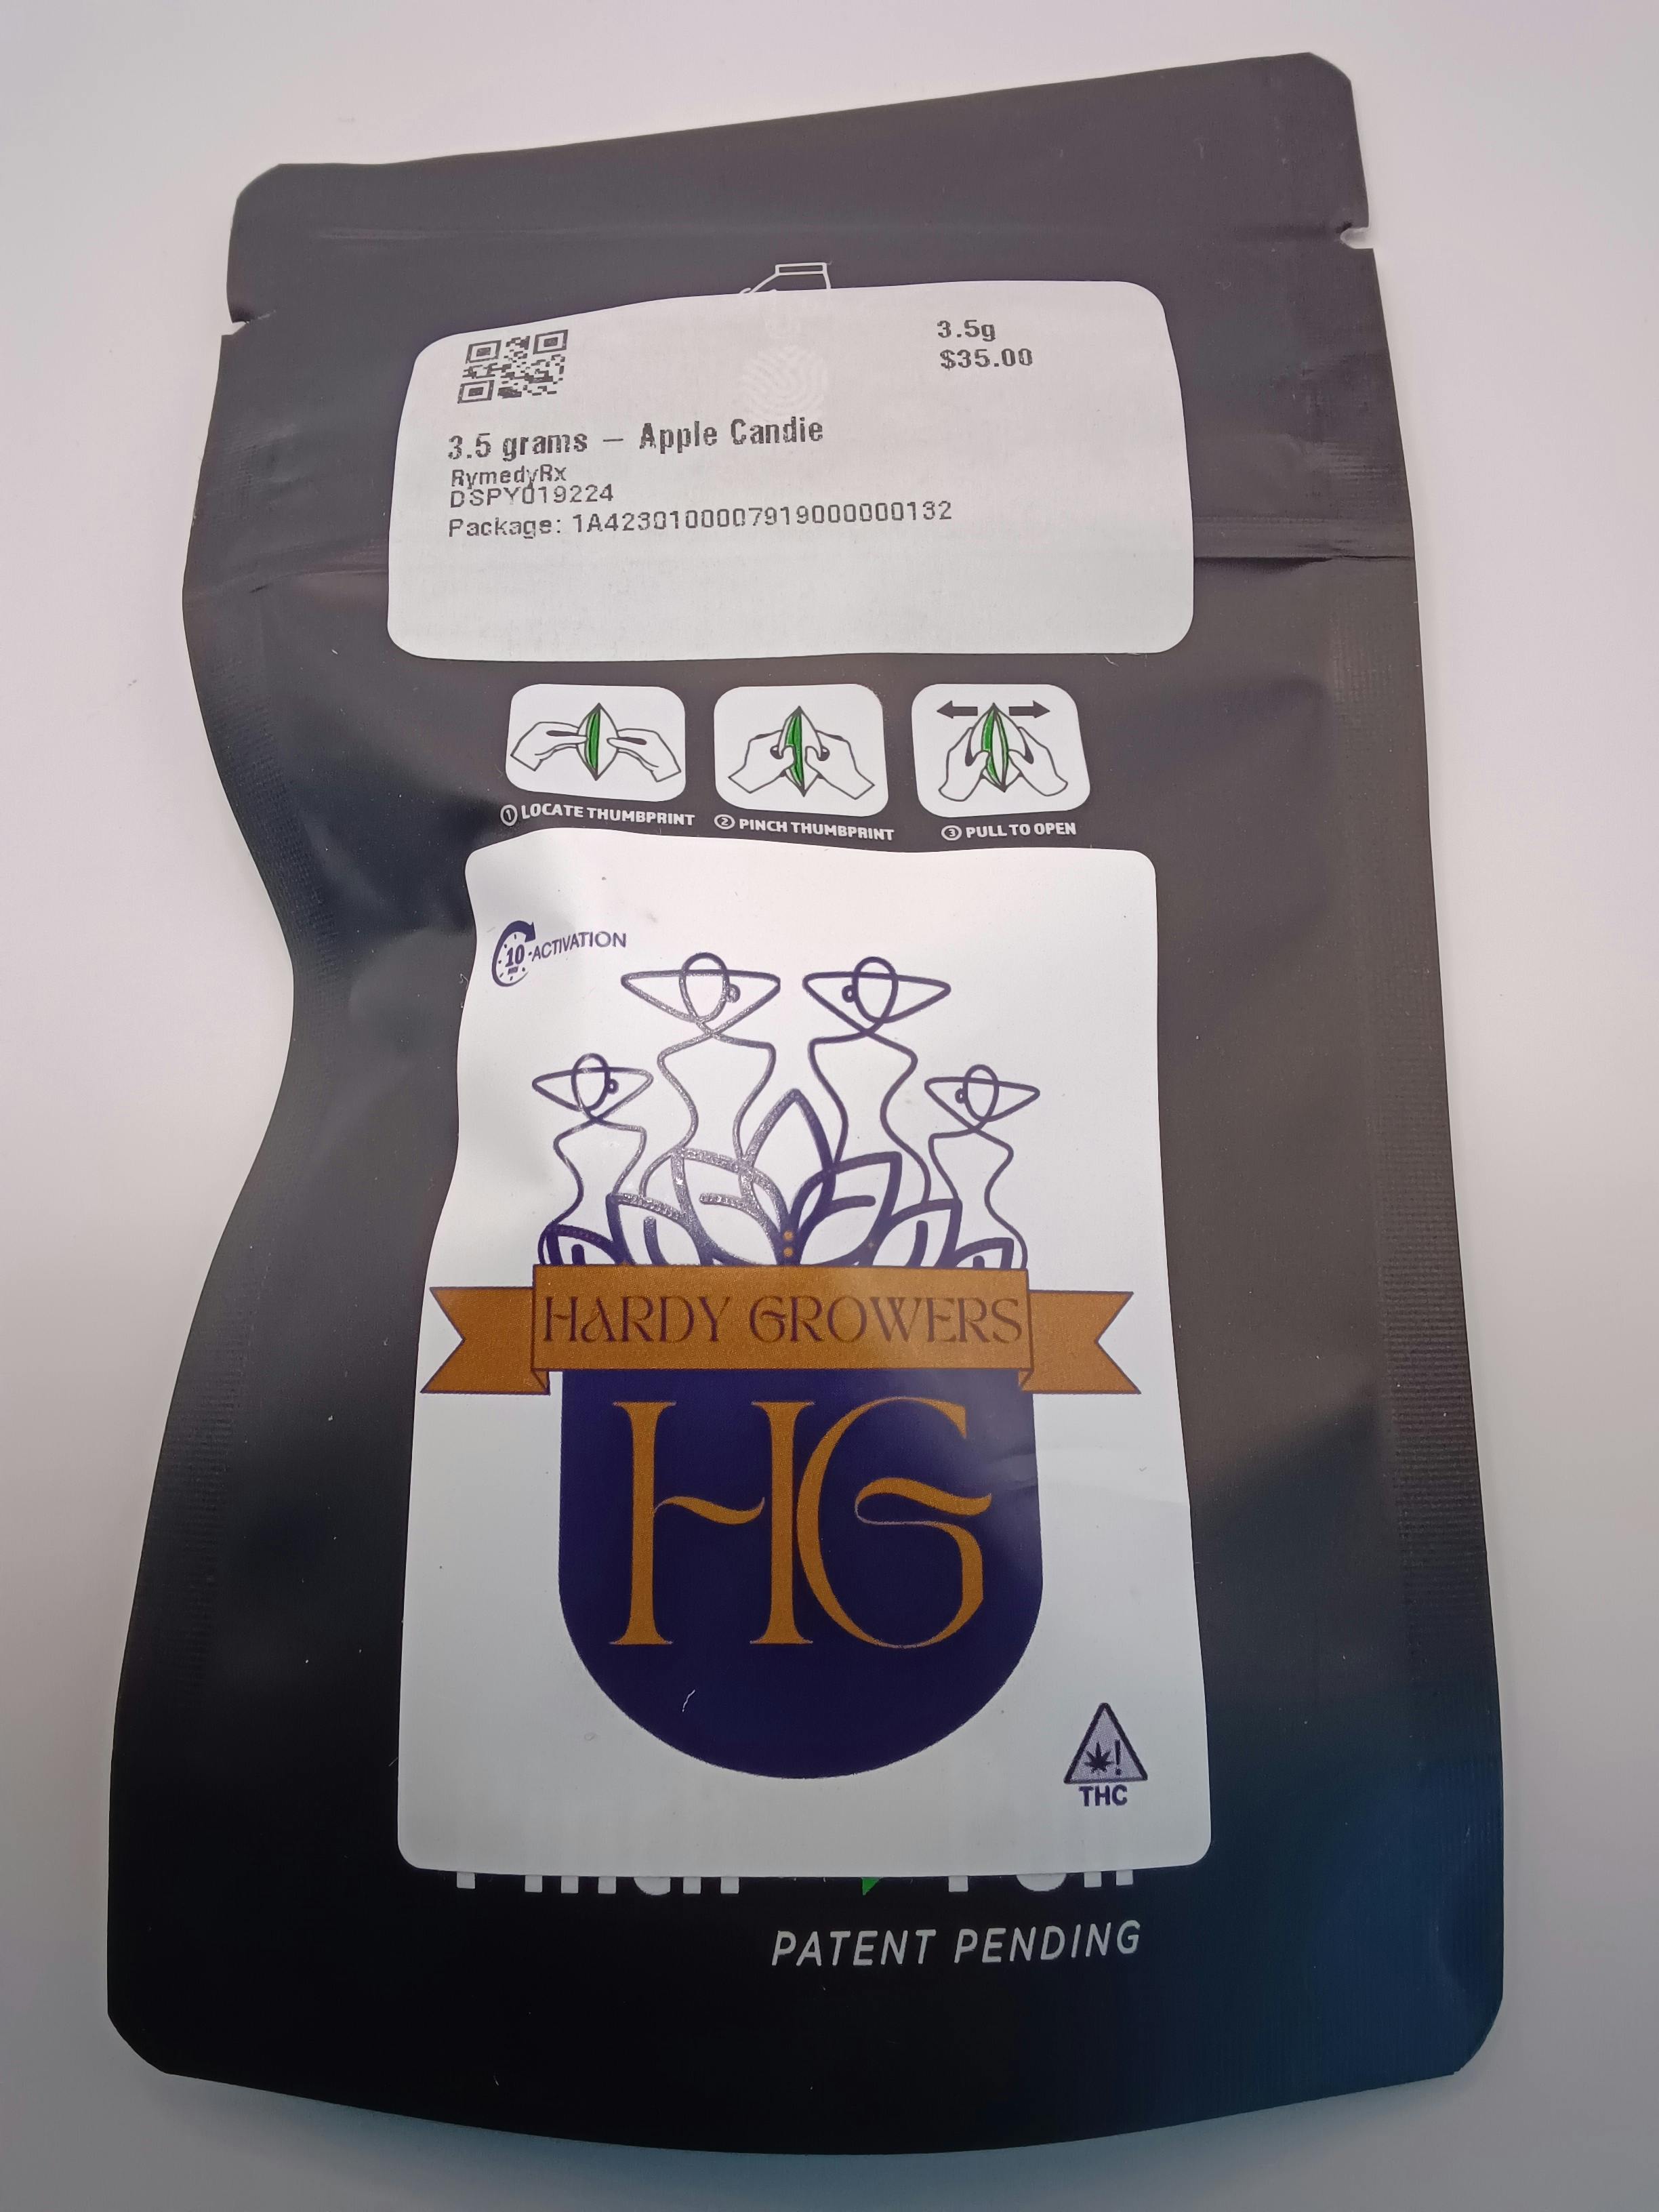 3.5g
$35.00
3.5 grams — Apple Candie
RymedyRx
DSPY019224
Package: 1A4230100007919000000132
① LOCATE THUMBPRINT ② PINCH THUMBPRINT ③ PULL TO OPEN
10 -ACTIVATION
HARDY GROWERS
HG
THC
PATENT PENDING